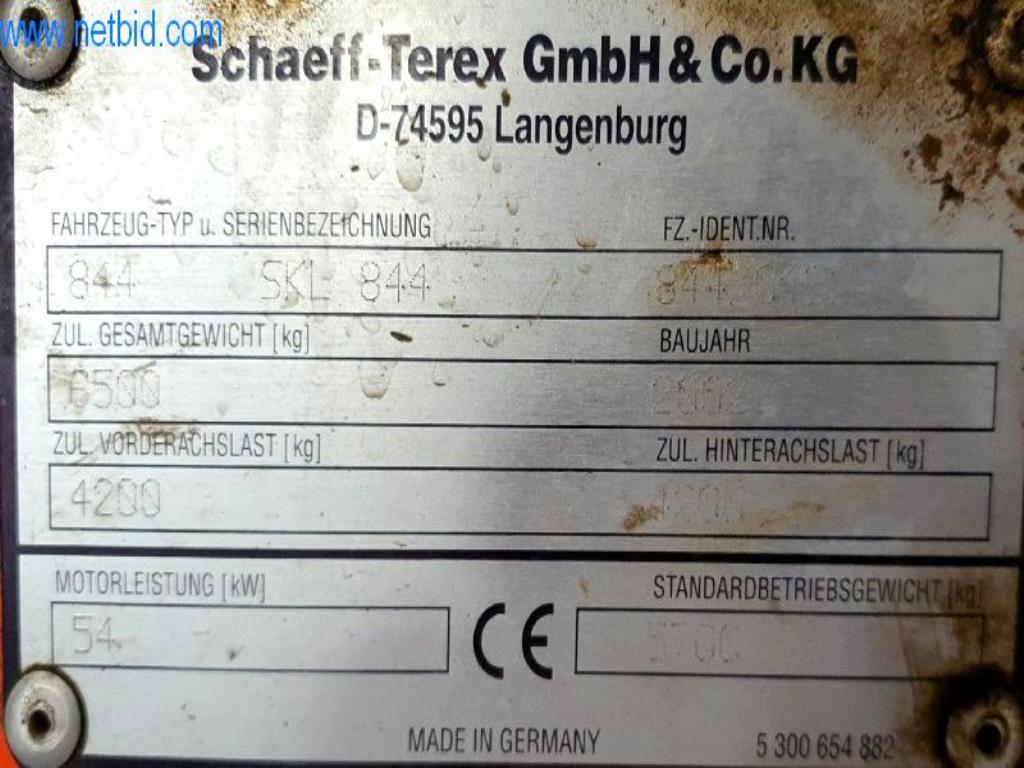 www.netbid.com
Schaeff-Terex GmbH & Co. KG
D-74595 Langenburg
FAHRZEUG-TYP u. SERIENBEZEICHNUNG FZ.-IDENT.NR.
844 SKL 844
ZUL. GESAMTGEWICHT [kg] BAUJAHR
6500 2002
ZUL. VORDERACHSLAST [kg] ZUL. HINTERACHSLAST [kg]
4200
MOTORLEISTUNG [kW] STANDARDBETRIEBSGEWICHT [kg]
54 CE 5700
MADE IN GERMANY 5 300 654 882